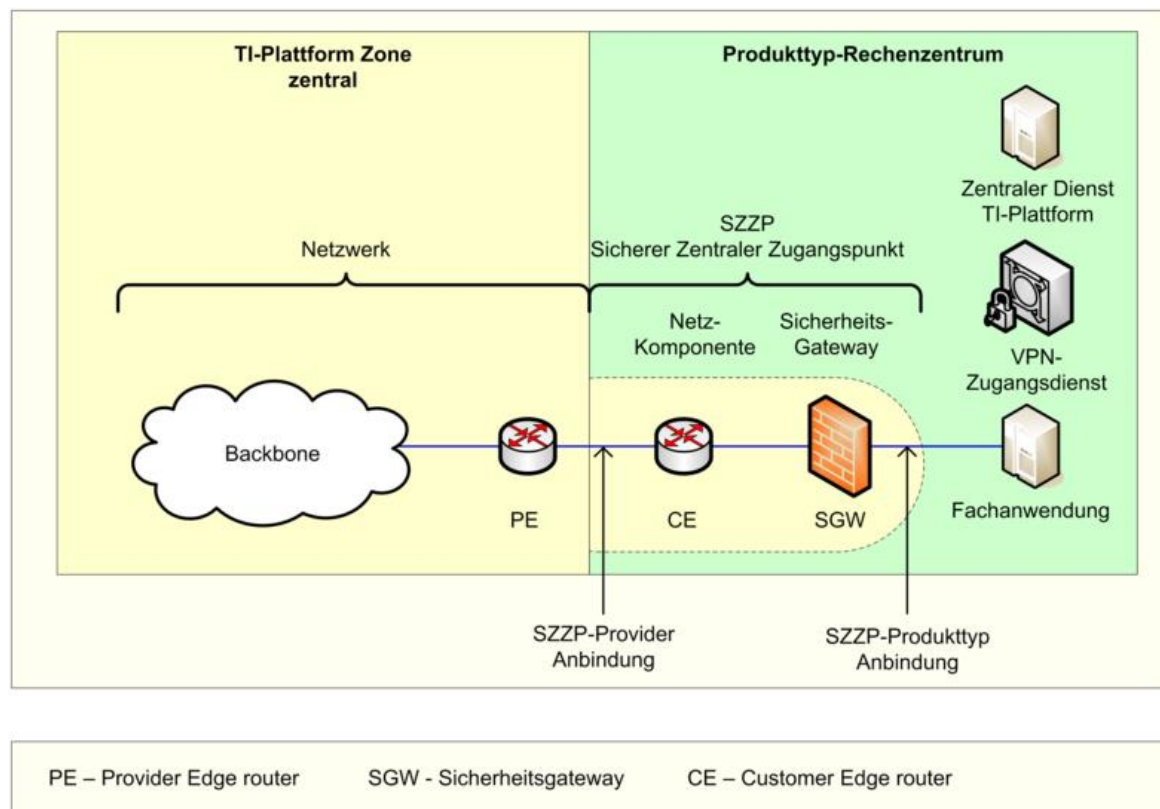 TI-Plattform Zone
zentral
Produkttyp-Rechenzentrum
Zentraler Dienst
TI-Plattform
SZZP
Sicherer Zentraler Zugangspunkt
Netzwerk
Netz-
Komponente
Sicherheits-
Gateway
VPN-
Zugangsdienst
Backbone
PE
CE
SGW
Fachanwendung
SZZP-Provider
Anbindung
SZZP-Produkttyp
Anbindung
PE – Provider Edge router
SGW - Sicherheitsgateway
CE – Customer Edge router